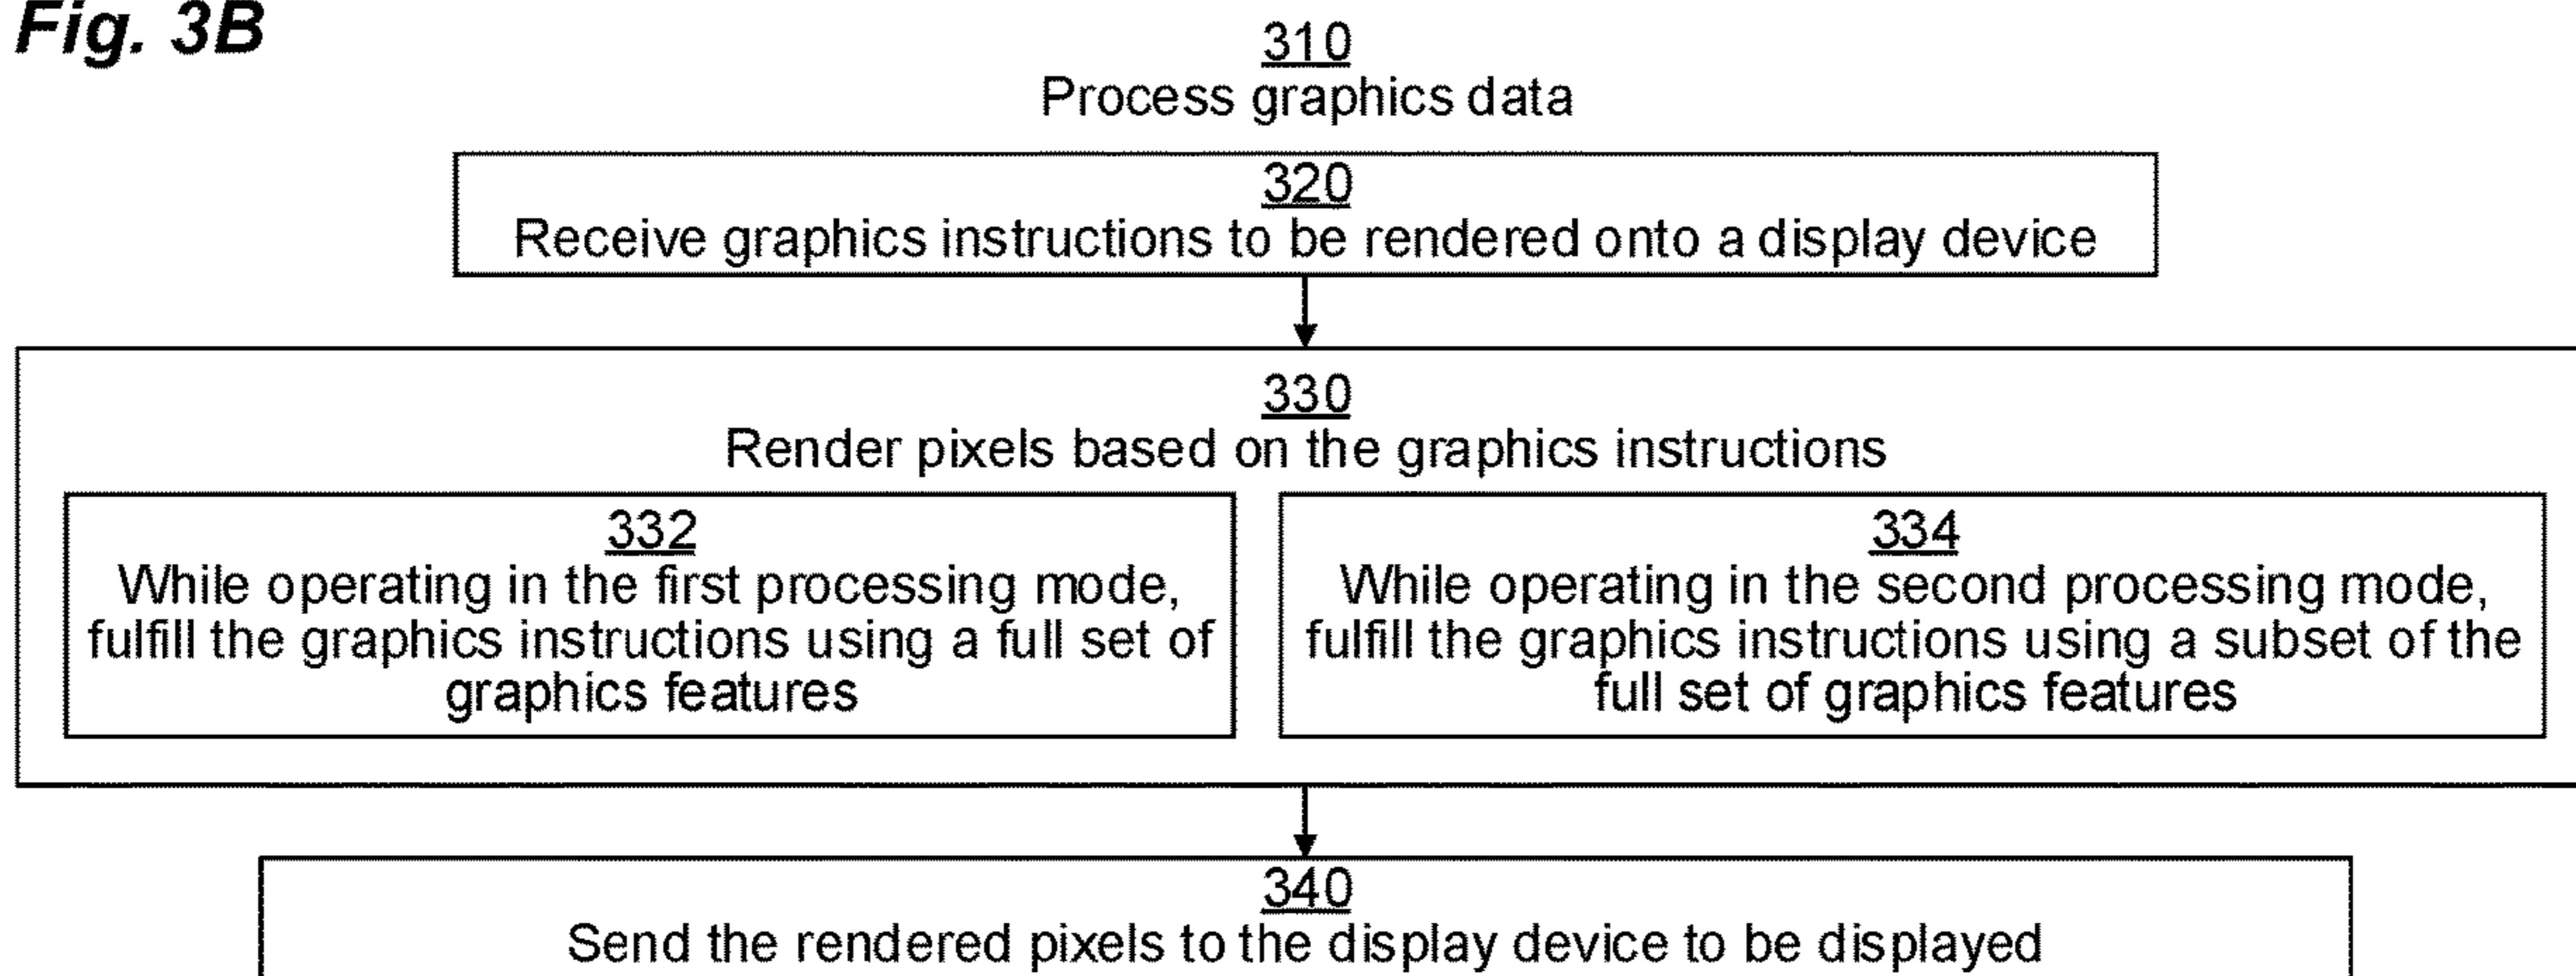 Fig. 3B
310
Process graphics data
320
Receive graphics instructions to be rendered onto a display device
330
Render pixels based on the graphics instructions
332
While operating in the first processing mode,
fulfill the graphics instructions using a full set of
graphics features
334
While operating in the second processing mode,
fulfill the graphics instructions using a subset of the
full set of graphics features
340
Send the rendered pixels to the display device to be displayed